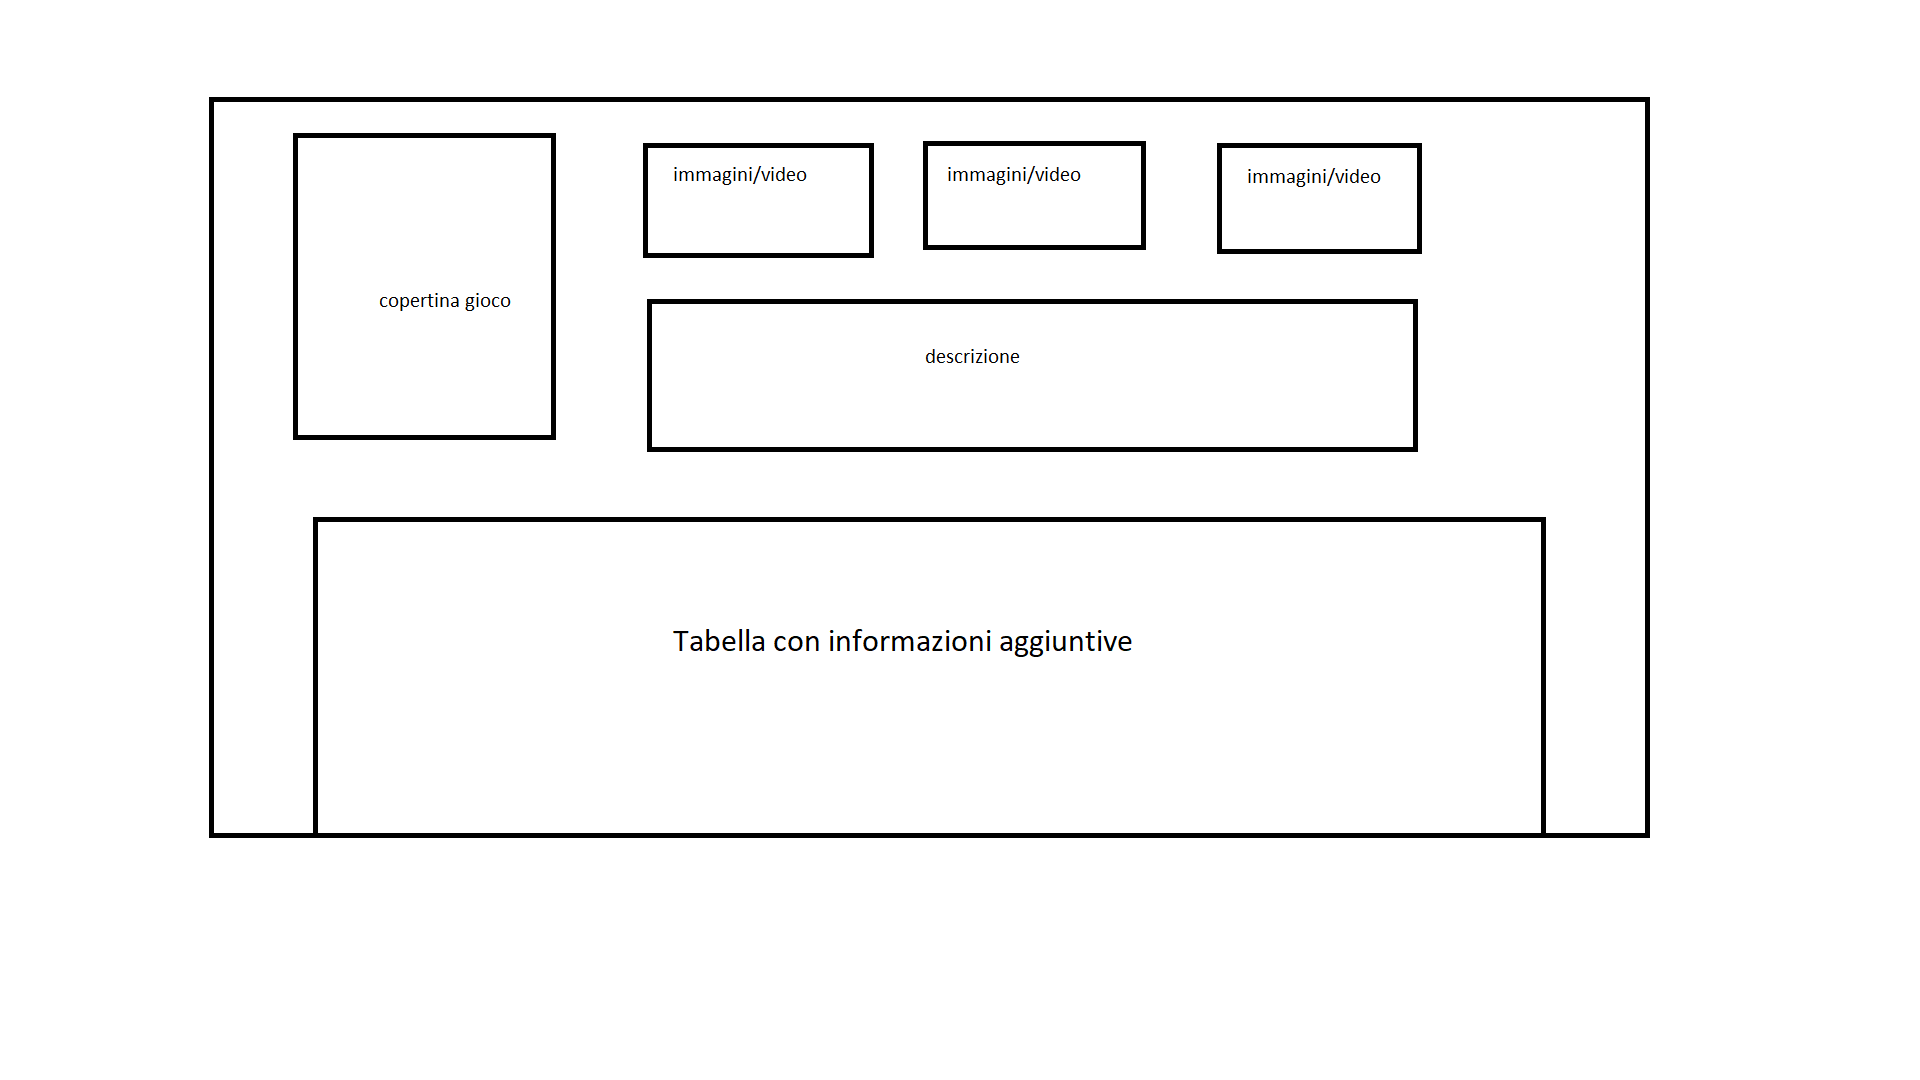 immagini/video
immagini/video
immagini/video
copertina gioco
descrizione
Tabella con informazioni aggiuntive